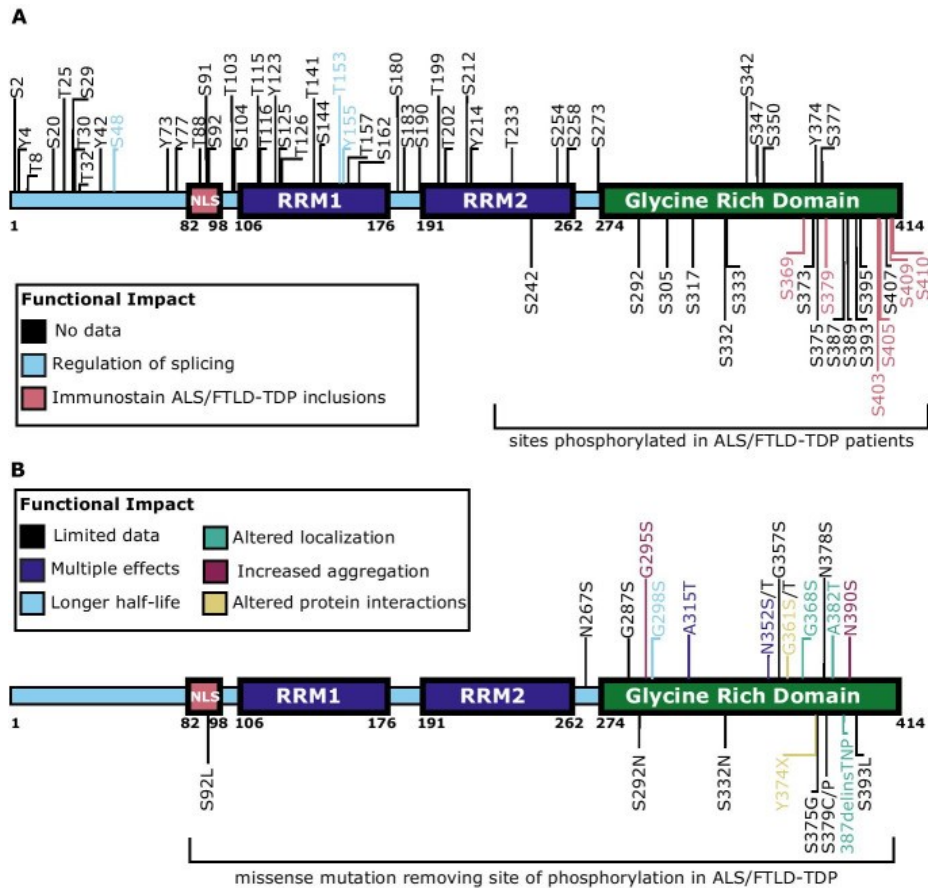 A
S2
Y4
T8
S20
T25
S29
T30
T32
Y42
S48
Y73
Y77
T88
S91
S92
T103
S104
T115
T116
Y123
S125
T126
T141
S144
T153
Y155
T157
S162
S180
S183
S190
T199
T202
S212
Y214
T233
S254
S258
S273
S342
S347
S350
Y374
S377
NLS RRM1 RRM2 Glycine Rich Domain
1 82 98 106 176 191 262 274 414
S242
S292
S305
S317
S332
S333
S369
S373
S375
S379
S387
S389
S393
S395
S403
S405
S407
S409
S410
Functional Impact
No data
Regulation of splicing
Immunostain ALS/FTLD-TDP inclusions
sites phosphorylated in ALS/FTLD-TDP patients
B
Functional Impact
Limited data
Multiple effects
Longer half-life
Altered localization
Increased aggregation
Altered protein interactions
N267S
G287S
G295S
G298S
A315T
N352S/T
G357S
G361S/T
G368S
N378S
A382T
N390S
NLS RRM1 RRM2 Glycine Rich Domain
1 82 98 106 176 191 262 274 414
S92L
S292N
S332N
Y374X
S375G
S379C/P
387delinsTNP
S393L
missense mutation removing site of phosphorylation in ALS/FTLD-TDP